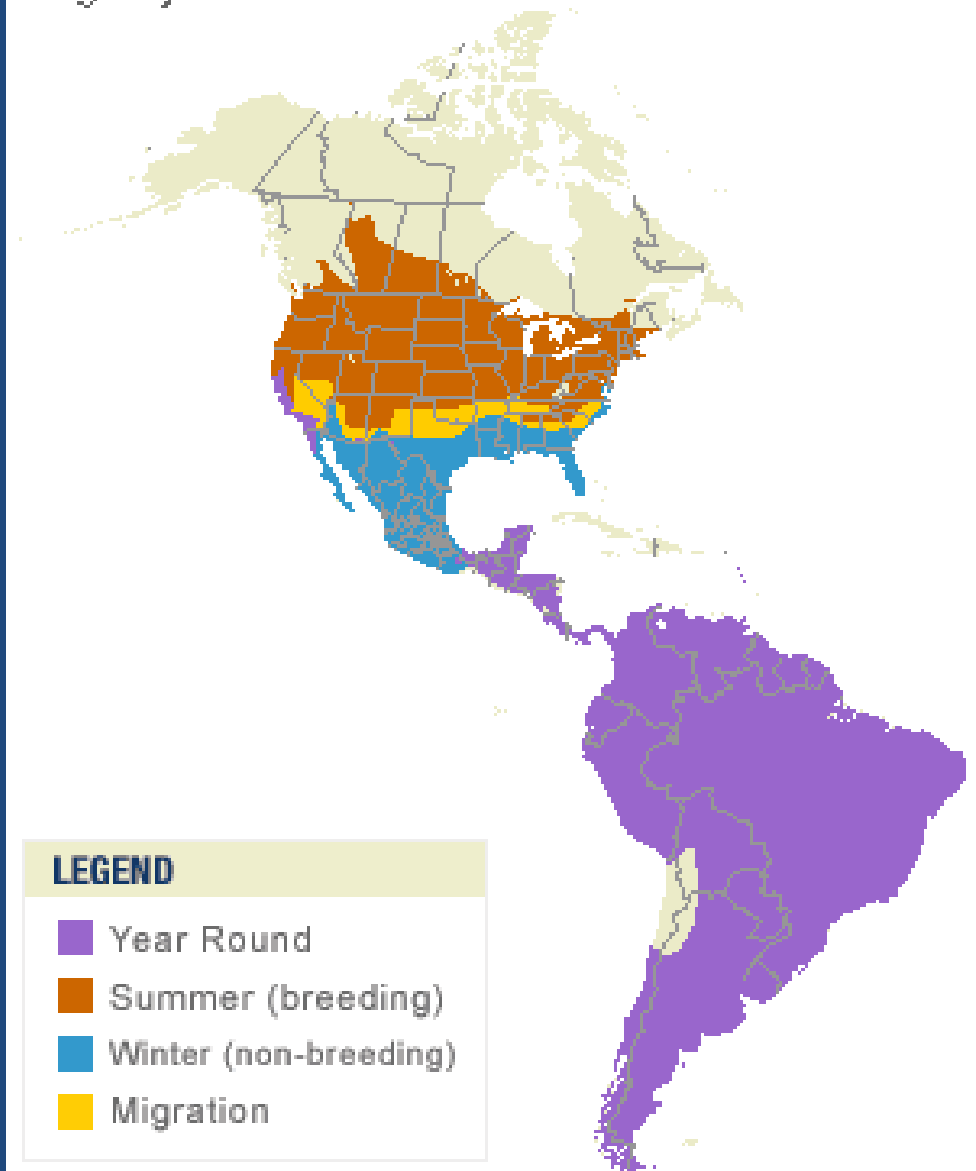 LEGEND
Year Round
Summer (breeding)
Winter (non-breeding)
Migration